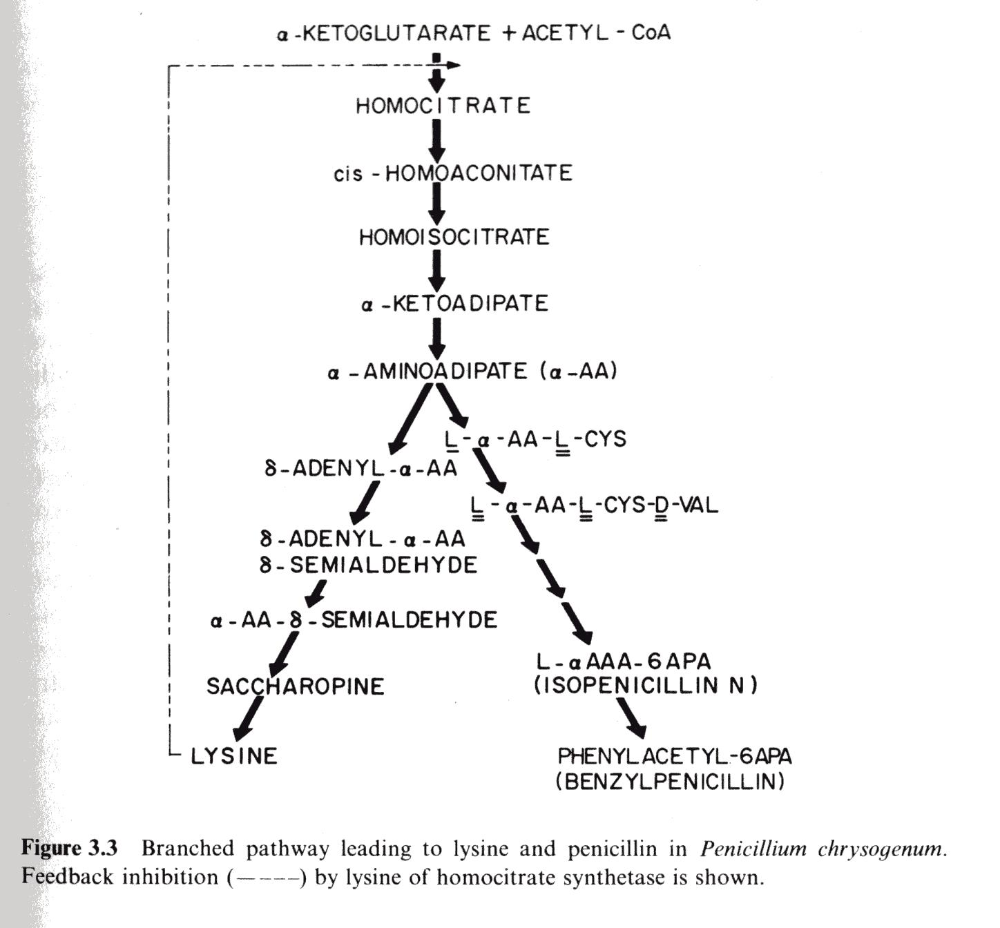 α-KETOGLUTARATE + ACETYL - CoA
HOMOCITRATE
cis - HOMOACONITATE
HOMOISOCITRATE
α -KETOADIPATE
α - AMINOADIPATE (α-AA)
L-α-AA-L-CYS
δ-ADENYL-α-AA
L-α-AA-L-CYS-D-VAL
δ-ADENYL-α-AA
δ-SEMIALDEHYDE
α-AA-δ-SEMIALDEHYDE
L-αAAA-6APA
SACCHAROPINE
(ISOPENICILLIN N)
LYSINE
PHENYLACETYL-6APA
(BENZYLPENICILLIN)
Figure 3.3 Branched pathway leading to lysine and penicillin in Penicillium chrysogenum.
Feedback inhibition (-----) by lysine of homocitrate synthetase is shown.